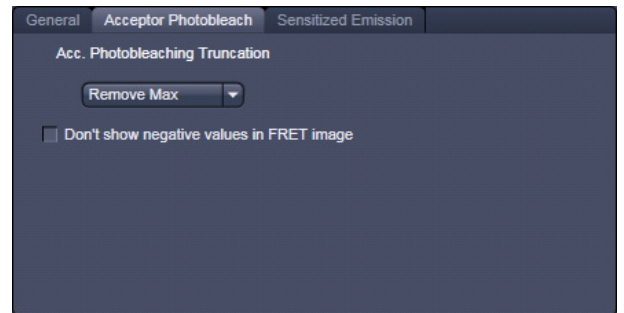 General Acceptor Photobleach Sensitized Emission
Acc. Photobleaching Truncation
Remove Max
Don't show negative values in FRET image